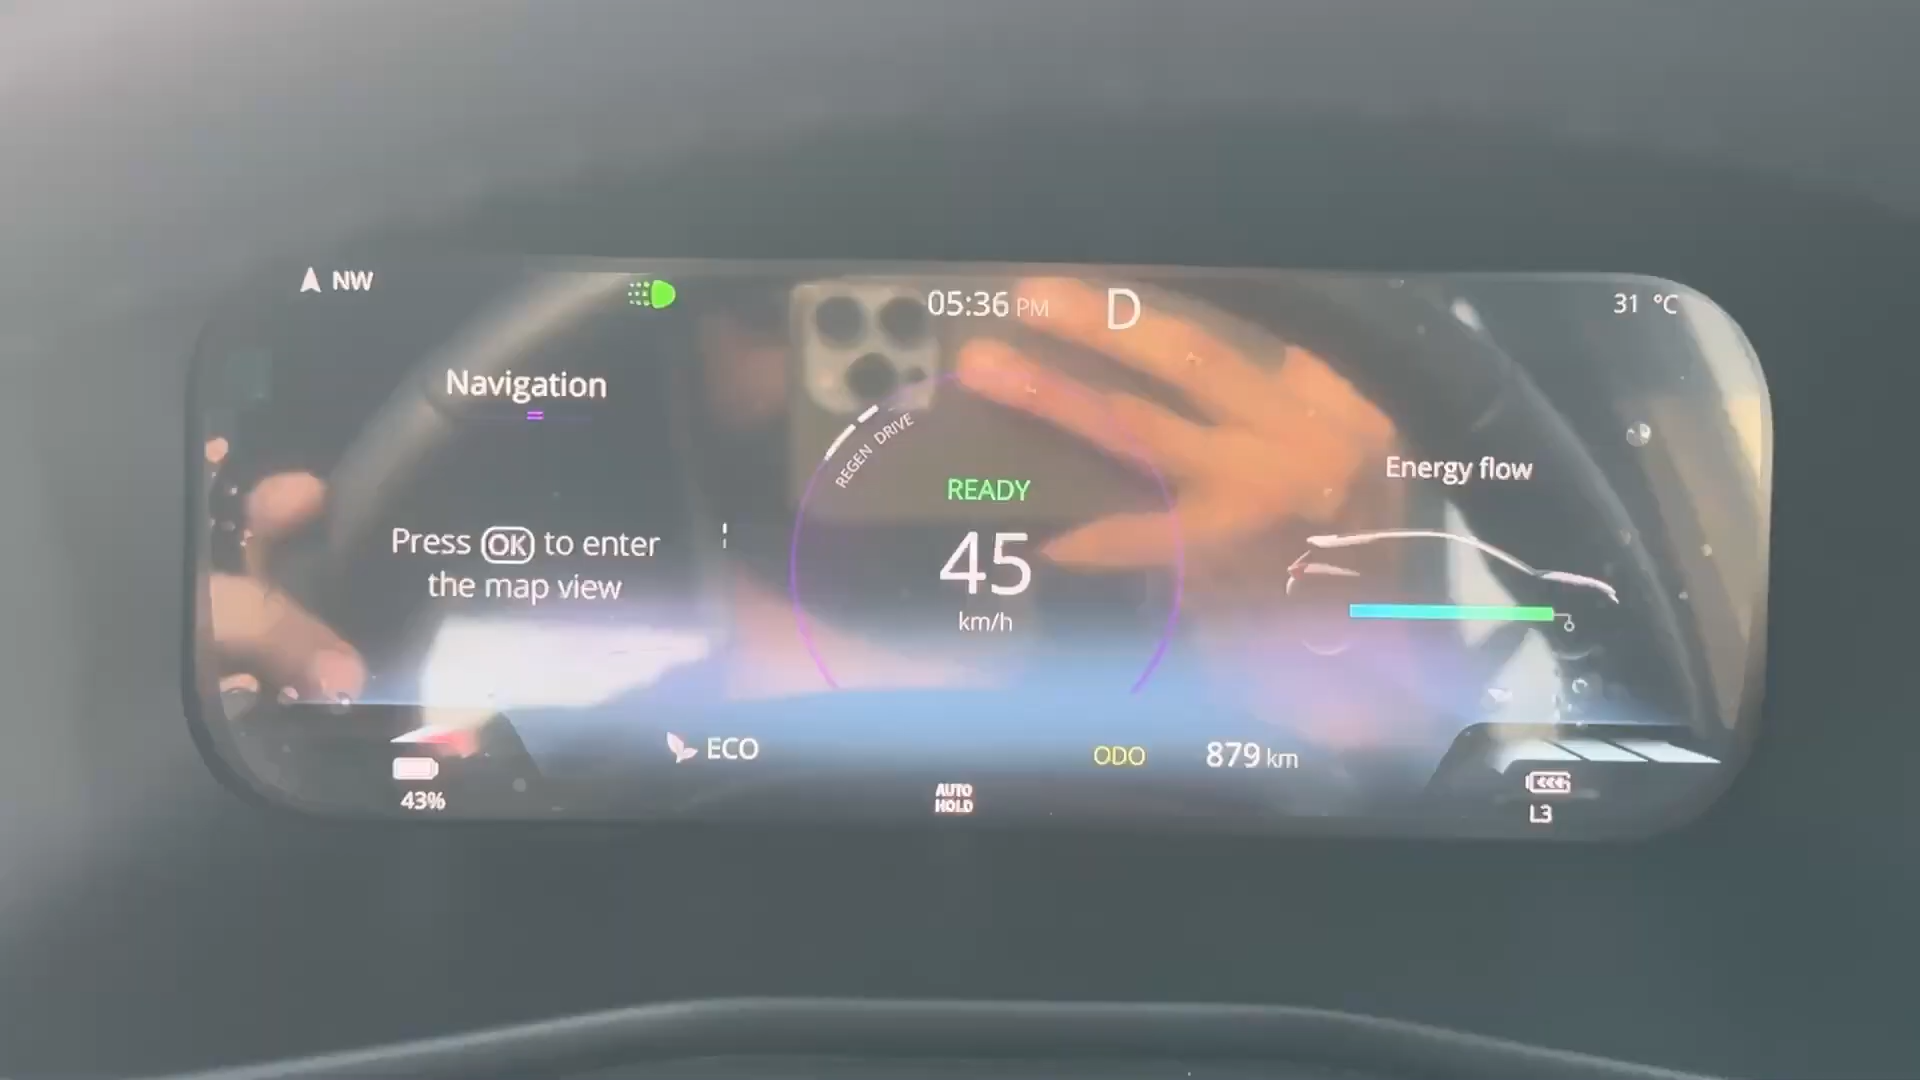 NW
05:36 PM
D
31 °C
Navigation
Press OK to enter
the map view
REGEN DRIVE
READY
45
km/h
Energy flow
43%
ECO
AUTO
HOLD
ODO 879 km
L3